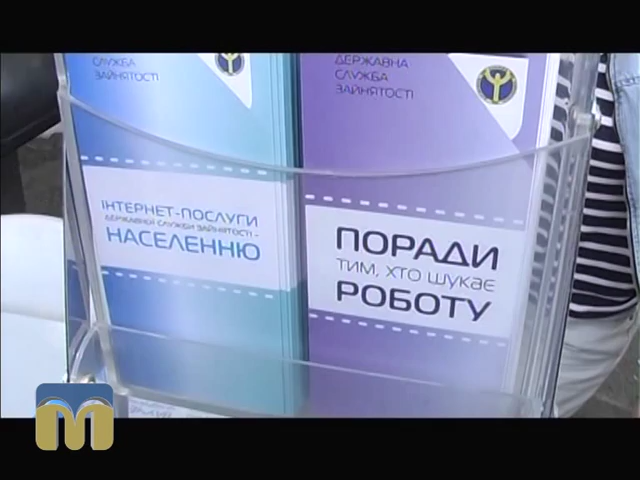 СЛУЖБА
ЗАЙНЯТОСТІ
ІНТЕРНЕТ-ПОСЛУГИ
ДЕРЖАВНОЇ СЛУЖБИ ЗАЙНЯТОСТІ -
НАСЕЛЕННЮ
ДЕРЖАВНА
СЛУЖБА
ЗАЙНЯТОСТІ
ПОРАДИ
ТИМ, ХТО ШУКАЄ
РОБОТУ
M